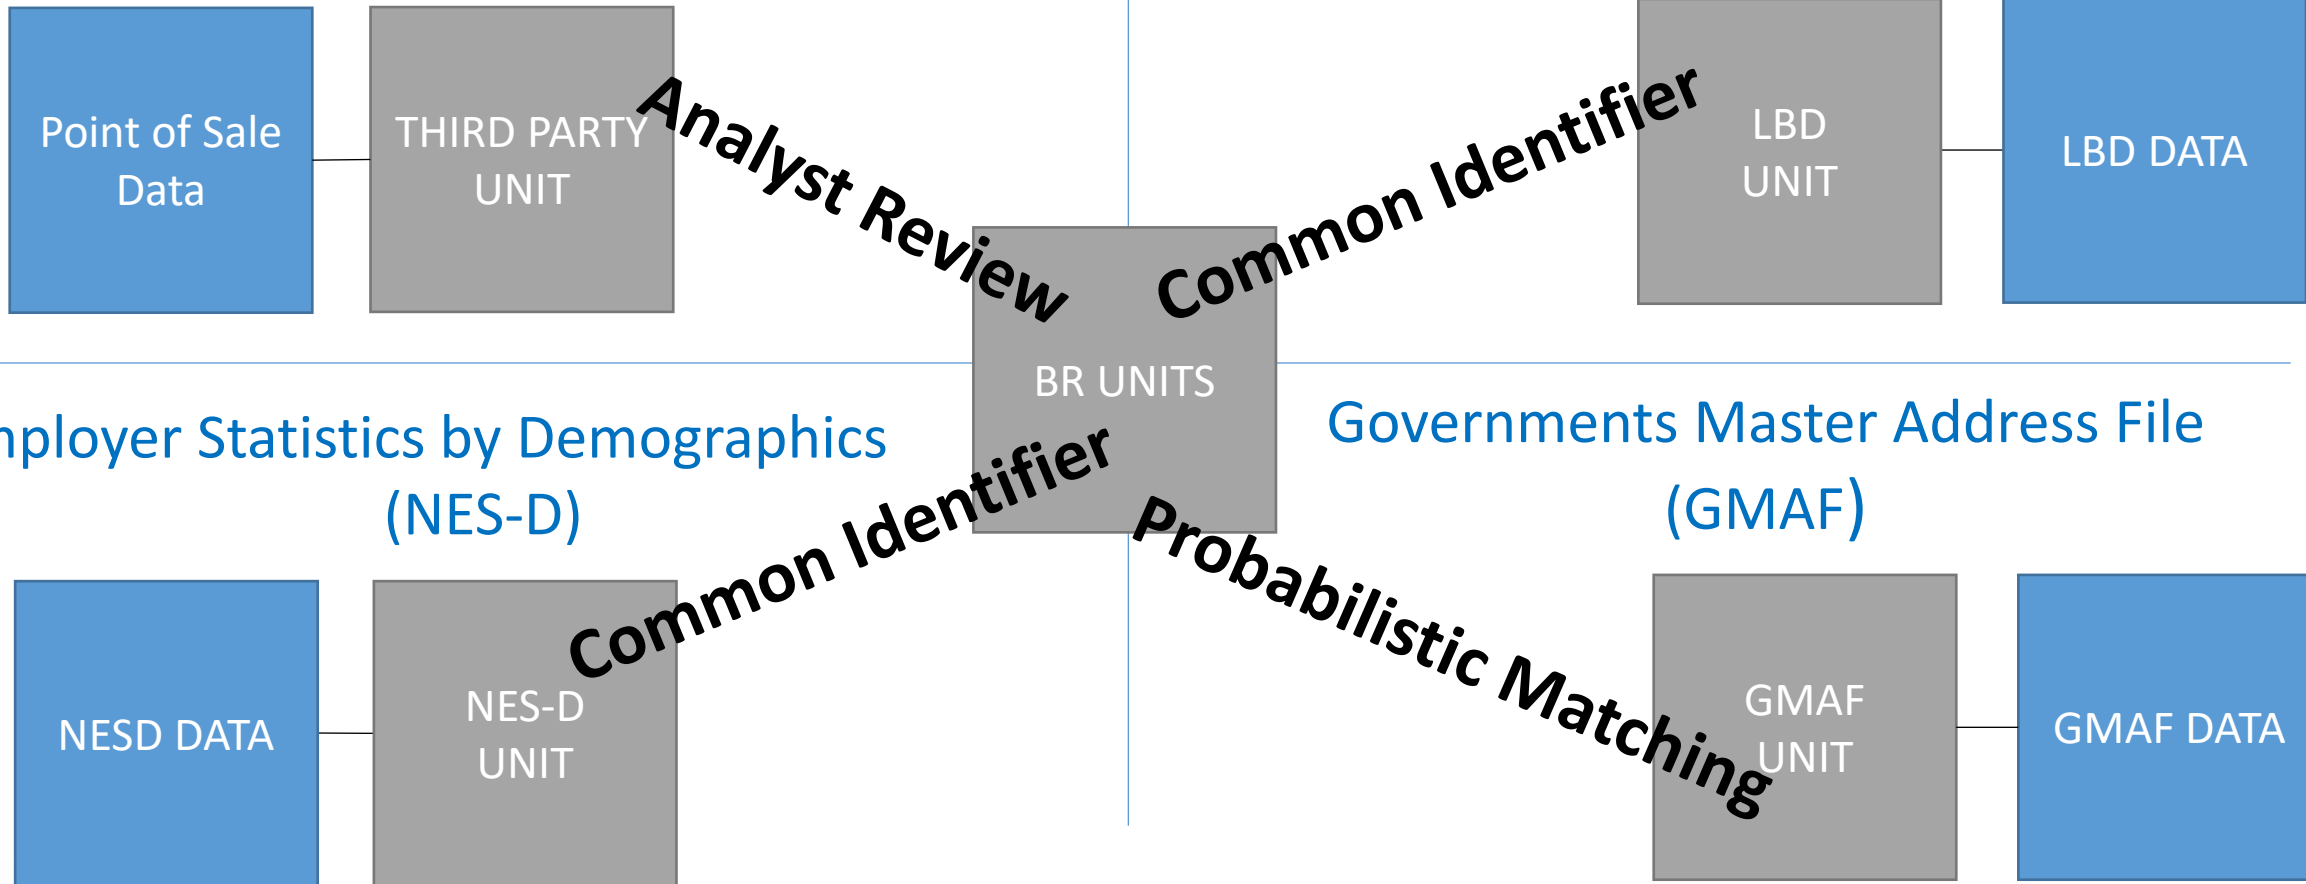 Point of Sale
Data
THIRD PARTY
UNIT
Analyst Review
Common Identifier
LBD
UNIT
LBD DATA
BR UNITS
mployer Statistics by Demographics
(NES-D)
Governments Master Address File
(GMAF)
Common Identifier
Probabilistic Matching
NESD DATA
NES-D
UNIT
GMAF
UNIT
GMAF DATA